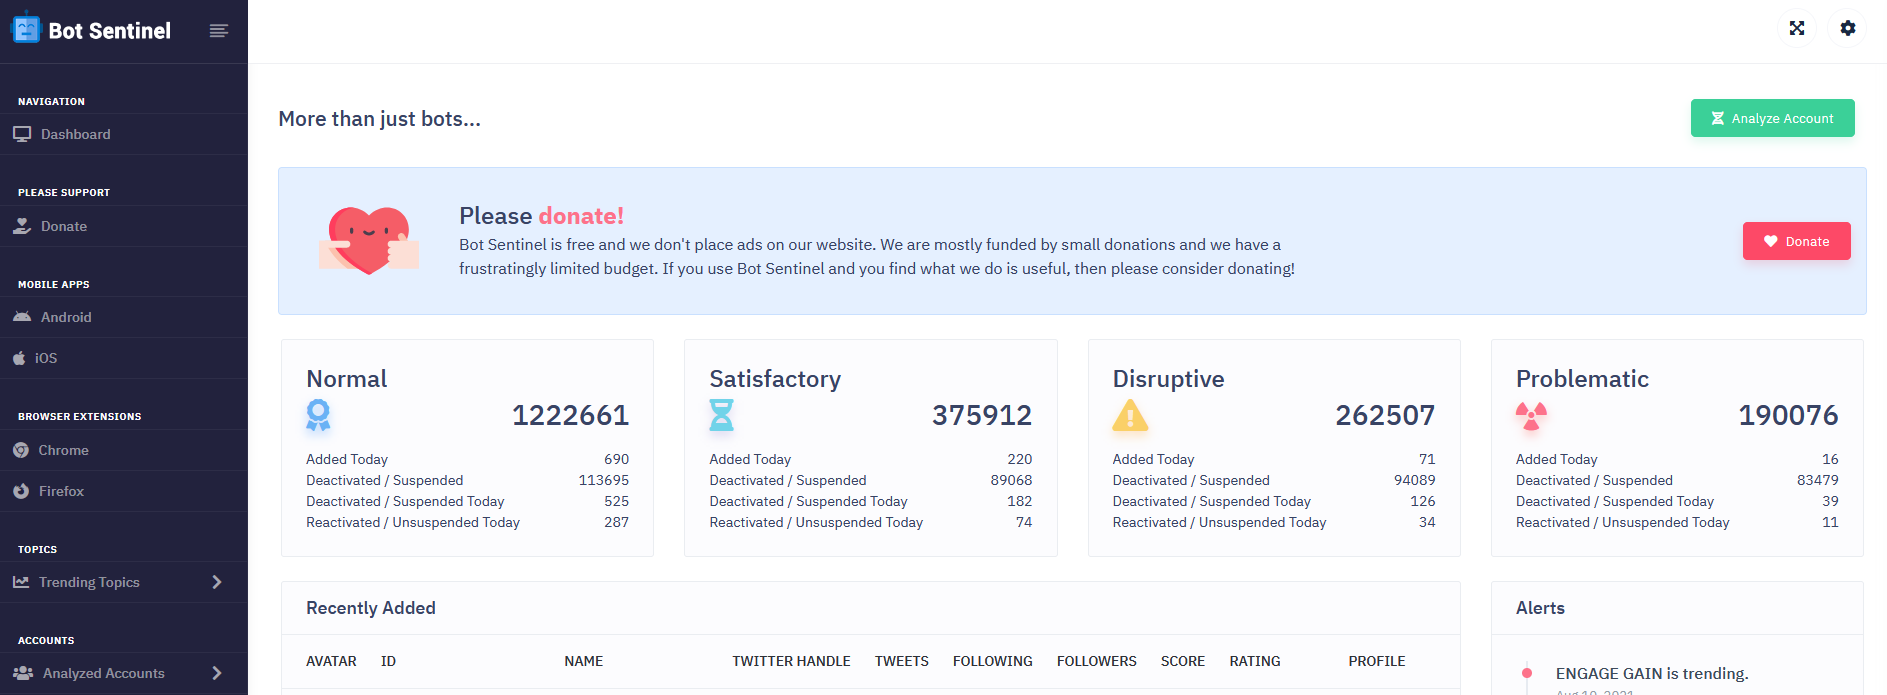 Bot Sentinel
NAVIGATION
Dashboard
PLEASE SUPPORT
Donate
MOBILE APPS
Android
iOS
BROWSER EXTENSIONS
Chrome
Firefox
TOPICS
Trending Topics
ACCOUNTS
Analyzed Accounts
More than just bots...
Analyze Account
Please donate!
Bot Sentinel is free and we don't place ads on our website. We are mostly funded by small donations and we have a
frustratingly limited budget. If you use Bot Sentinel and you find what we do is useful, then please consider donating!
Donate
Normal
1222661
Added Today 690
Deactivated / Suspended 113695
Deactivated / Suspended Today 525
Reactivated / Unsuspended Today 287
Satisfactory
375912
Added Today 220
Deactivated / Suspended 89068
Deactivated / Suspended Today 182
Reactivated / Unsuspended Today 74
Disruptive
262507
Added Today 71
Deactivated / Suspended 94089
Deactivated / Suspended Today 126
Reactivated / Unsuspended Today 34
Problematic
190076
Added Today 16
Deactivated / Suspended 83479
Deactivated / Suspended Today 39
Reactivated / Unsuspended Today 11
Recently Added
AVATAR ID NAME TWITTER HANDLE TWEETS FOLLOWING FOLLOWERS SCORE RATING PROFILE
Alerts
ENGAGE GAIN is trending.
Aug 10, 2021